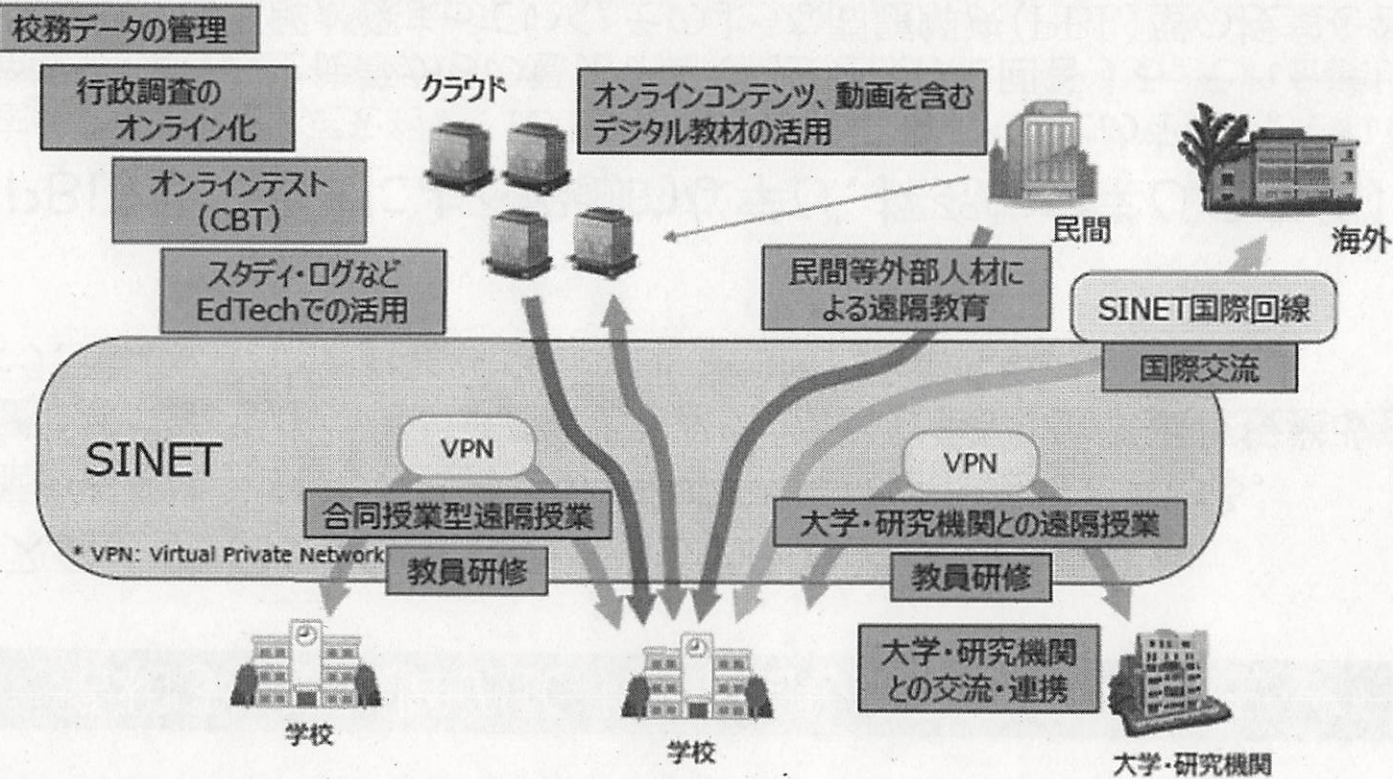 校務データの管理
行政調査の
オンライン化
オンラインテスト
（CBT）
スタディ・ログなど
EdTechでの活用
クラウド
オンラインコンテンツ、動画を含む
デジタル教材の活用
民間
海外
民間等外部人材に
よる遠隔教育
SINET国際回線
国際交流
SINET
VPN
VPN
合同授業型遠隔授業
大学・研究機関との遠隔授業
* VPN: Virtual Private Network
教員研修
教員研修
大学・研究機関
との交流・連携
学校
学校
大学・研究機関